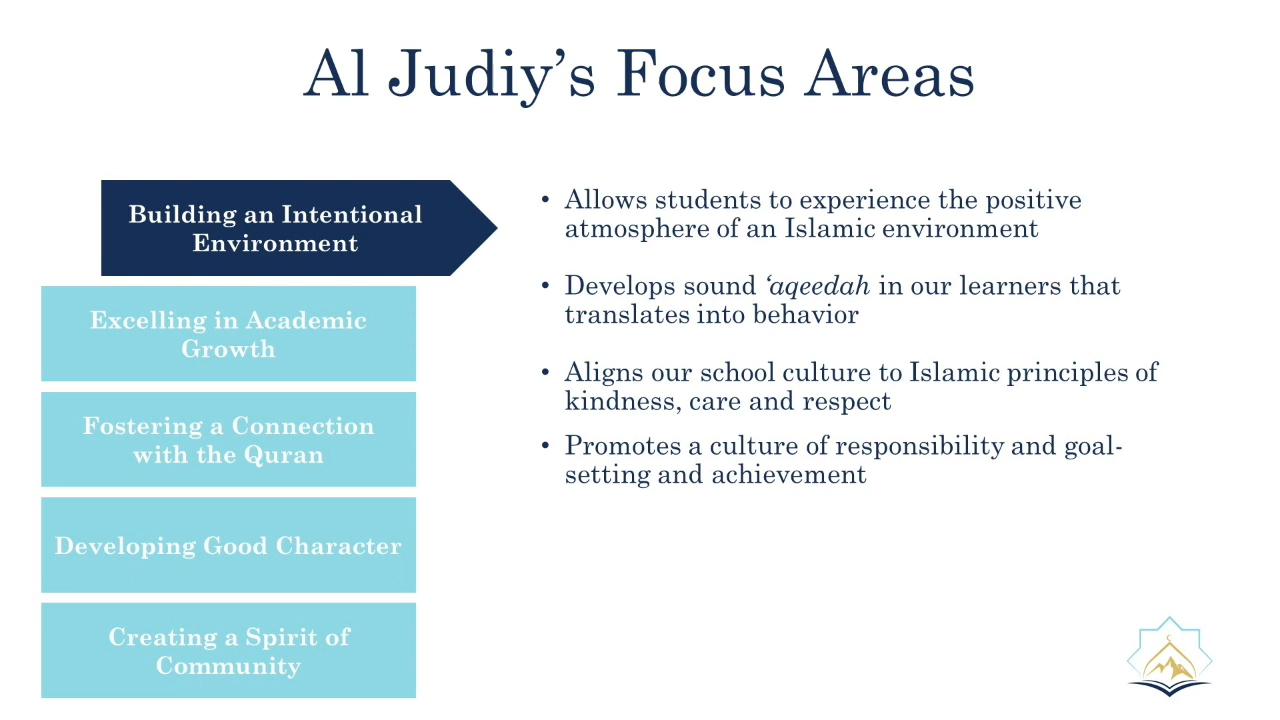 Al Judiy’s Focus Areas
Building an Intentional
Environment
Excelling in Academic
Growth
Fostering a Connection
with the Quran
Developing Good Character
Creating a Spirit of
Community
• Allows students to experience the positive
atmosphere of an Islamic environment
• Develops sound ‘aqeedah in our learners that
translates into behavior
• Aligns our school culture to Islamic principles of
kindness, care and respect
• Promotes a culture of responsibility and goal-
setting and achievement